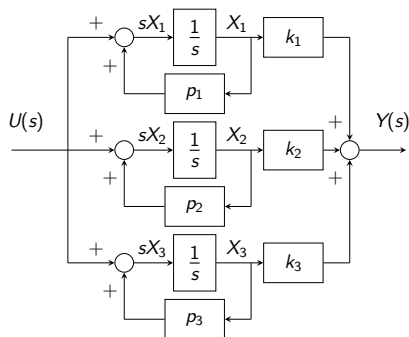 + sX₁ 1/s X₁ k₁
+ p₁
U(s) + sX₂ 1/s X₂ k₂ + Y(s)
+ p₂ +
+ sX₃ 1/s X₃ k₃
+ p₃